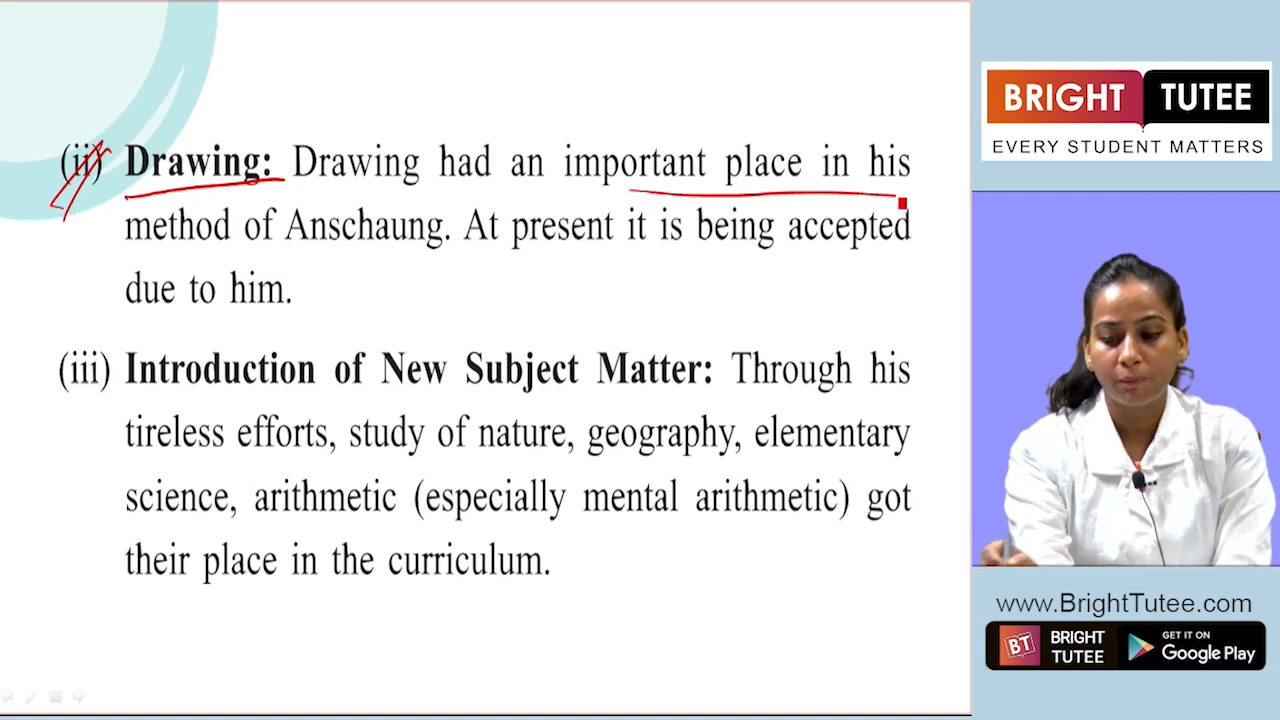 (ii) Drawing: Drawing had an important place in his
method of Anschaung. At present it is being accepted
due to him.
(iii) Introduction of New Subject Matter: Through his
tireless efforts, study of nature, geography, elementary
science, arithmetic (especially mental arithmetic) got
their place in the curriculum.
BRIGHT TUTEE
EVERY STUDENT MATTERS
www.BrightTutee.com
BT
BRIGHT
TUTEE
GET IT ON
Google Play